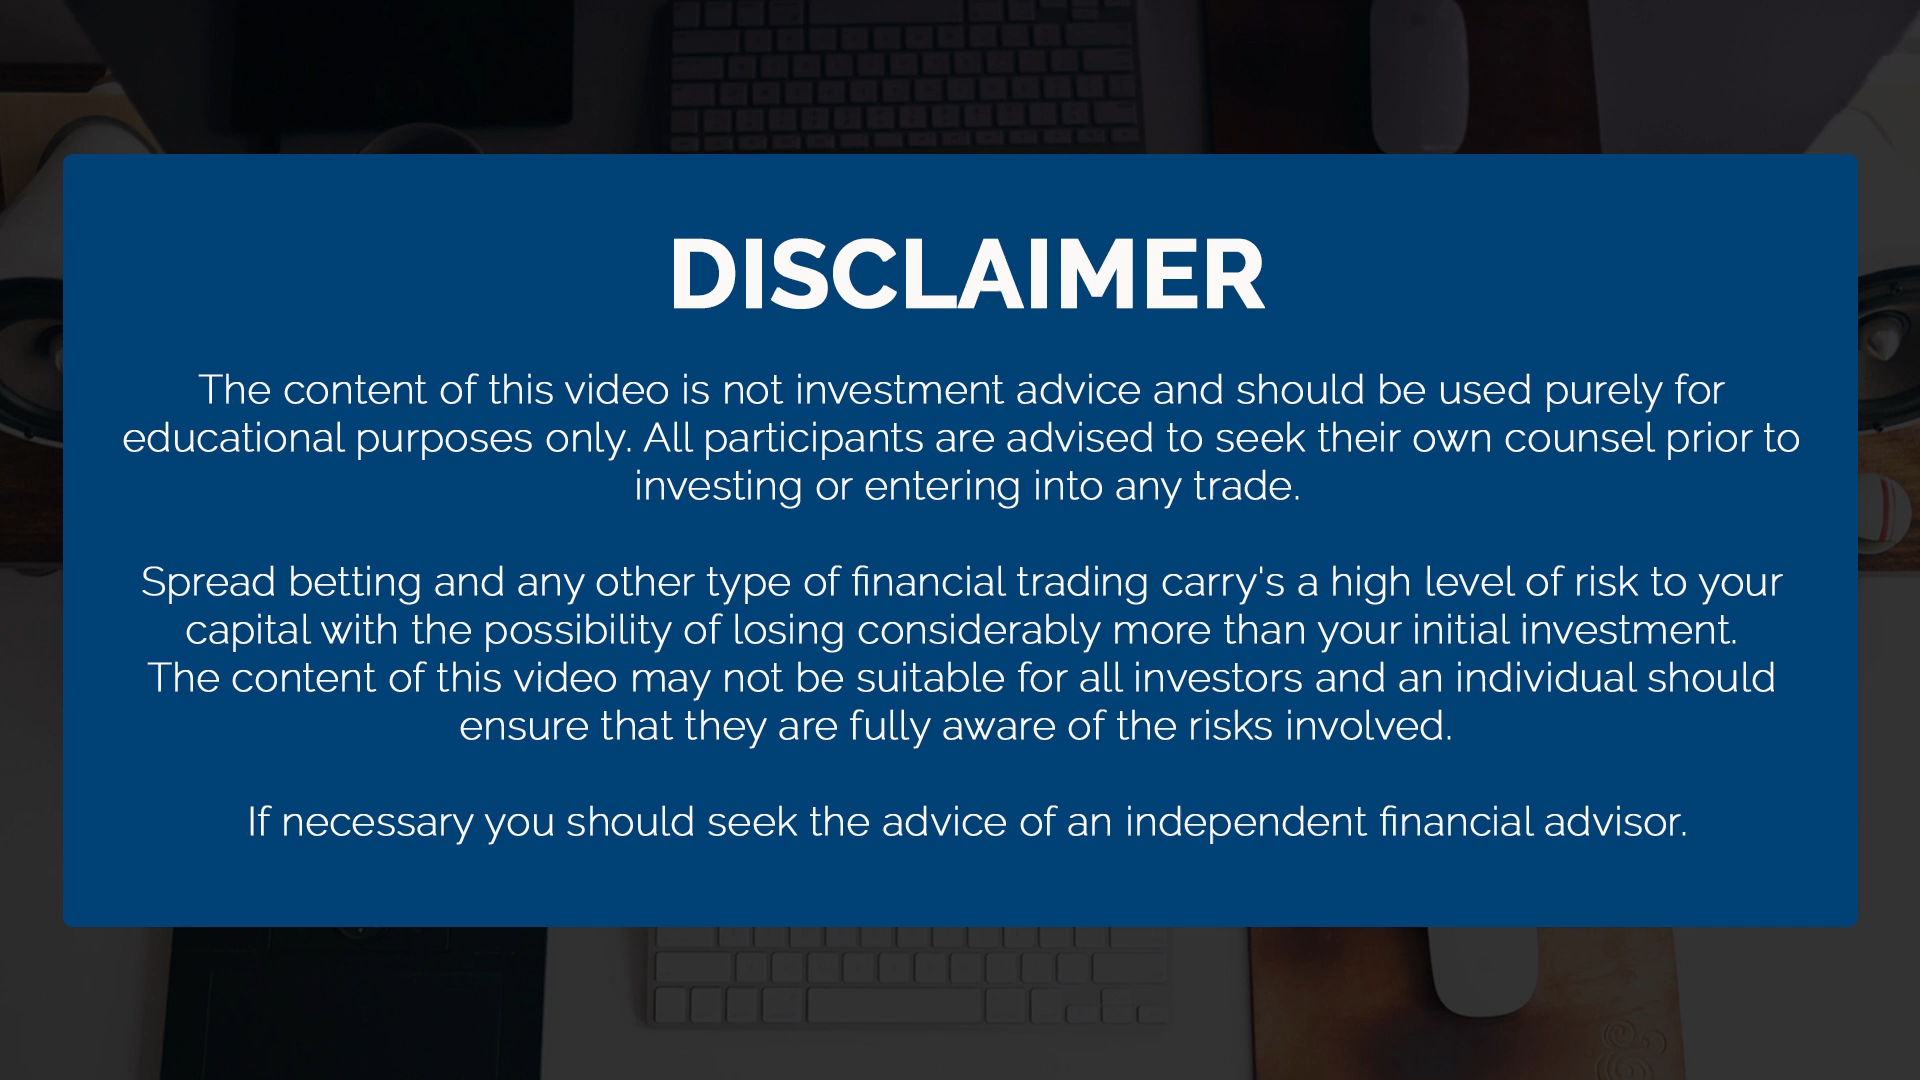 DISCLAIMER
The content of this video is not investment advice and should be used purely for
educational purposes only. All participants are advised to seek their own counsel prior to
investing or entering into any trade.
Spread betting and any other type of financial trading carry's a high level of risk to your
capital with the possibility of losing considerably more than your initial investment.
The content of this video may not be suitable for all investors and an individual should
ensure that they are fully aware of the risks involved.
If necessary you should seek the advice of an independent financial advisor.